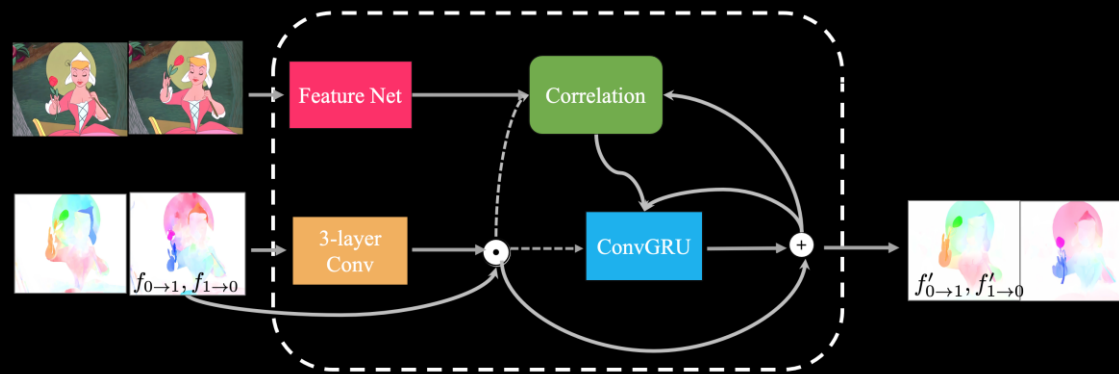 Feature Net
Correlation
3-layer
Conv
ConvGRU
+
f₀→₁, f₁→₀
f′₀→₁, f′₁→₀